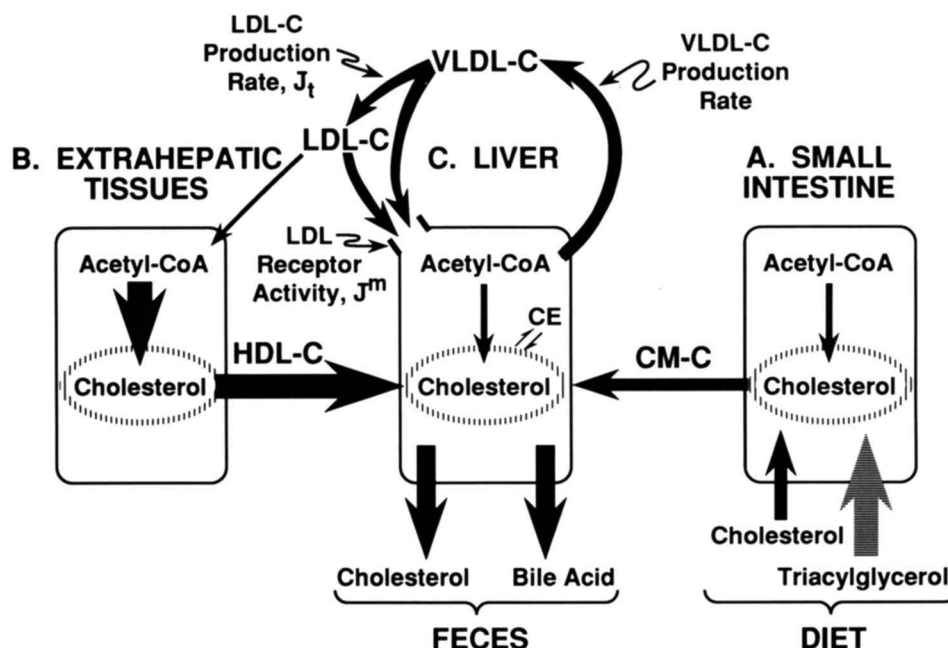 LDL-C
Production
Rate, Jt
VLDL-C
VLDL-C
Production
Rate
LDL-C
B. EXTRAHEPATIC
TISSUES
C. LIVER
A. SMALL
INTESTINE
Acetyl-CoA
LDL
Receptor
Activity, Jm
Acetyl-CoA
Acetyl-CoA
CE
HDL-C
CM-C
Cholesterol
Cholesterol
Cholesterol
Cholesterol
Bile Acid
FECES
Cholesterol
Triacylglycerol
DIET